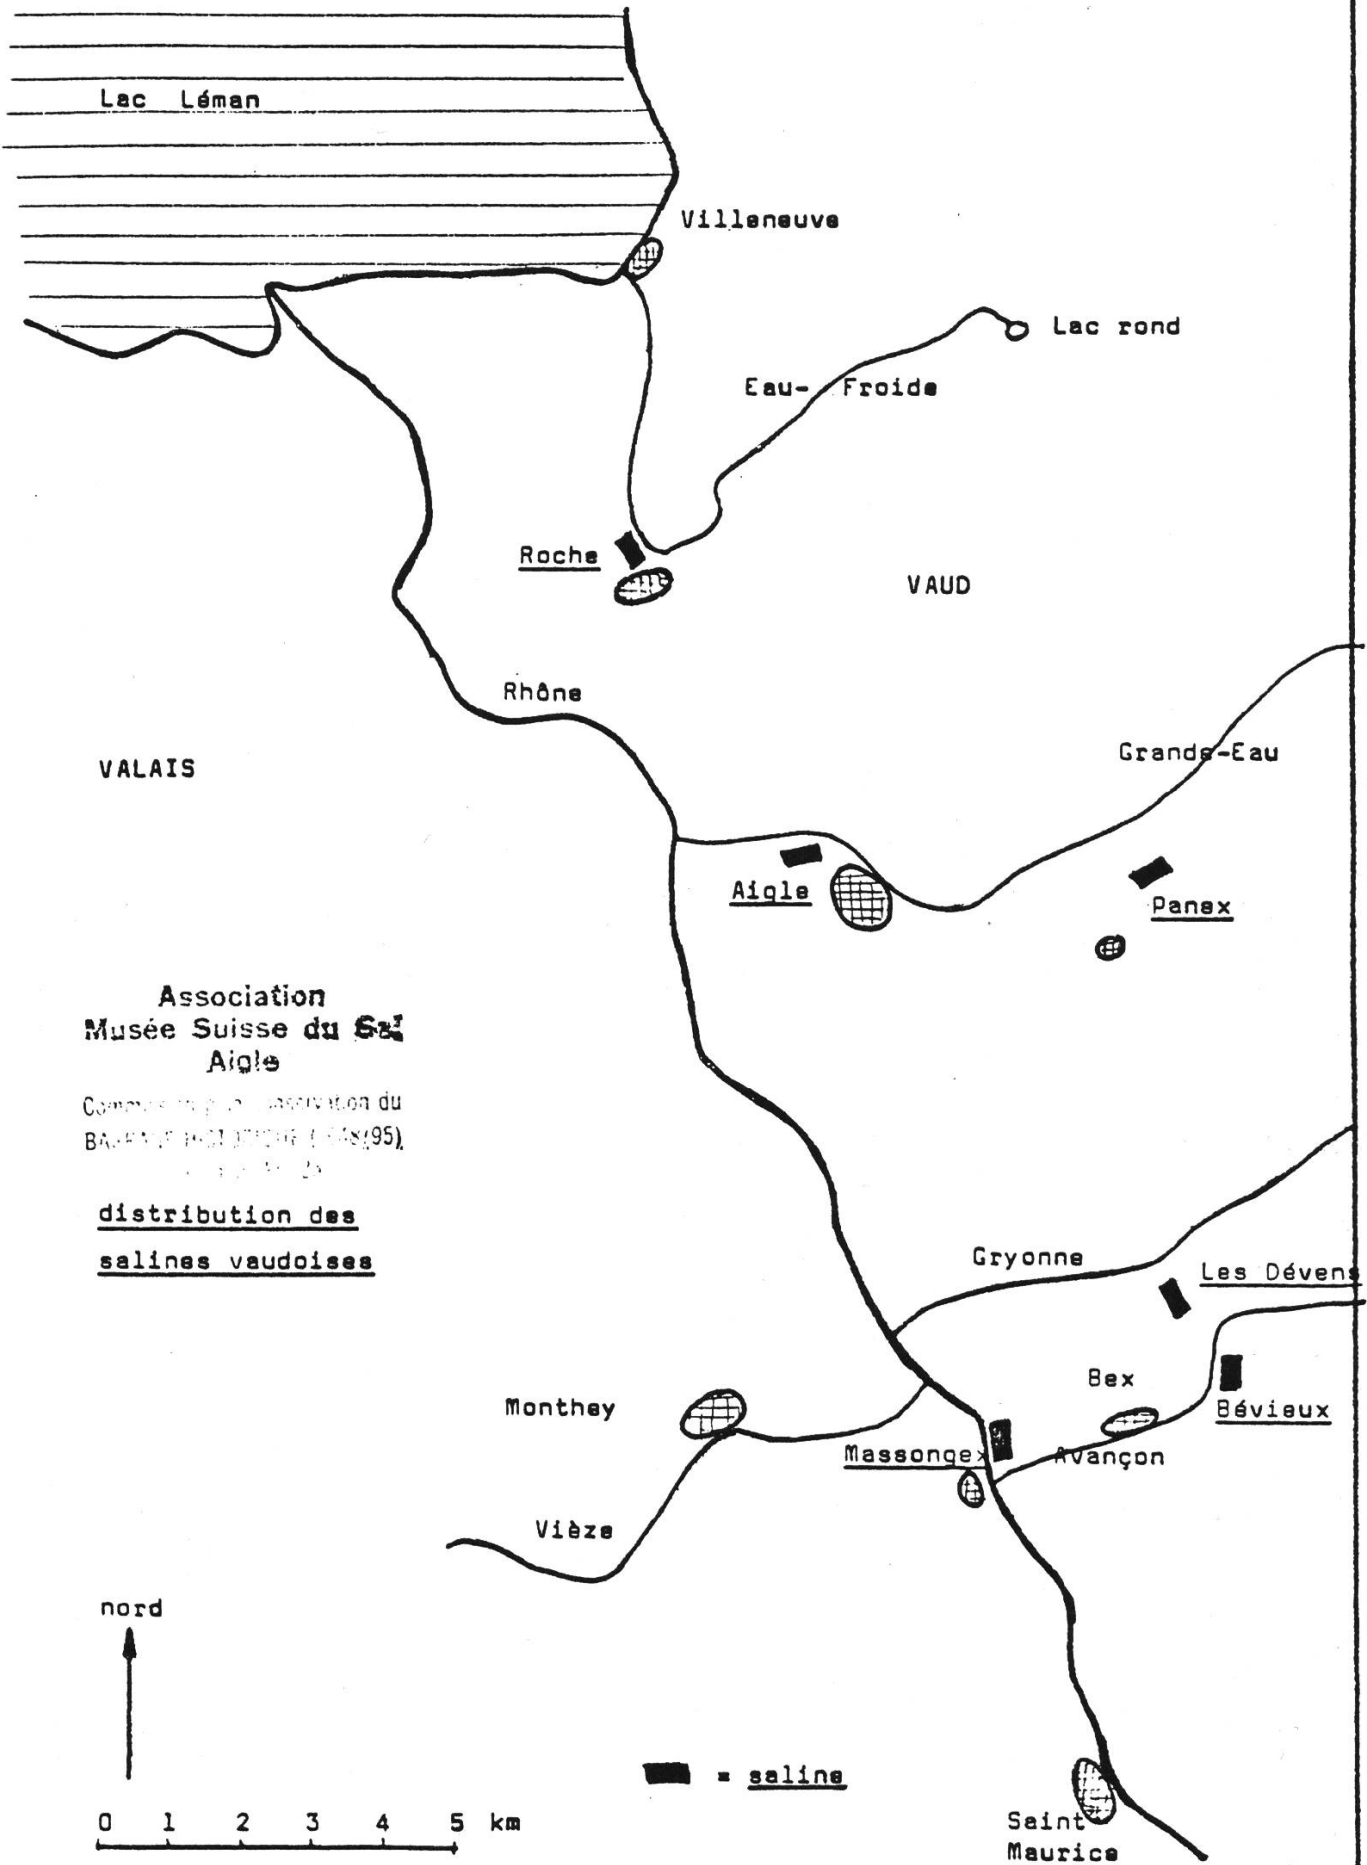 Lac Léman
Villeneuve
Lac rond
Eau- Froide
Roche
VAUD
Rhône
Grande-Eau
VALAIS
Aigle
Panex
Association
Musée Suisse du Sel
Aigle
du
distribution des
salines vaudoises
Gryonne
Les Dévens
Bex
Monthey
Bévieux
Massongex
Avançon
Vièze
nord
= saline
0 1 2 3 4 5 km
Saint
Maurice